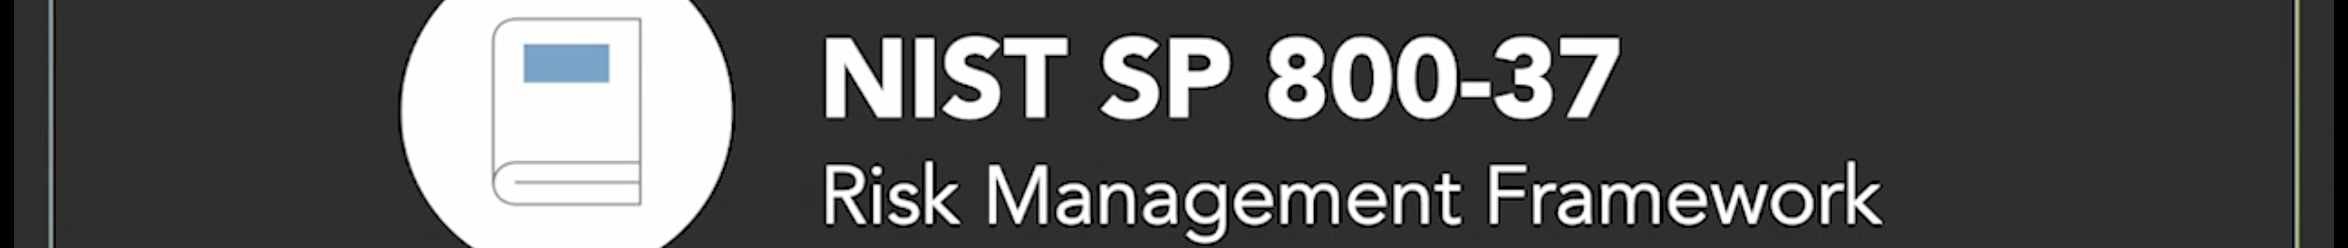 NIST SP 800-37
Risk Management Framework